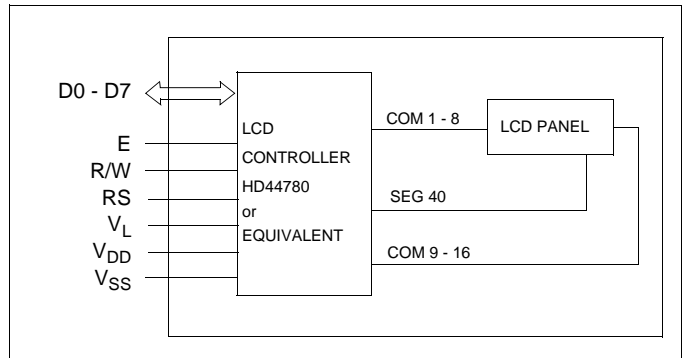 D0 - D7
E
R/W
RS
VL
VDD
VSS
LCD
CONTROLLER
HD44780
or
EQUIVALENT
COM 1 - 8
SEG 40
COM 9 - 16
LCD PANEL